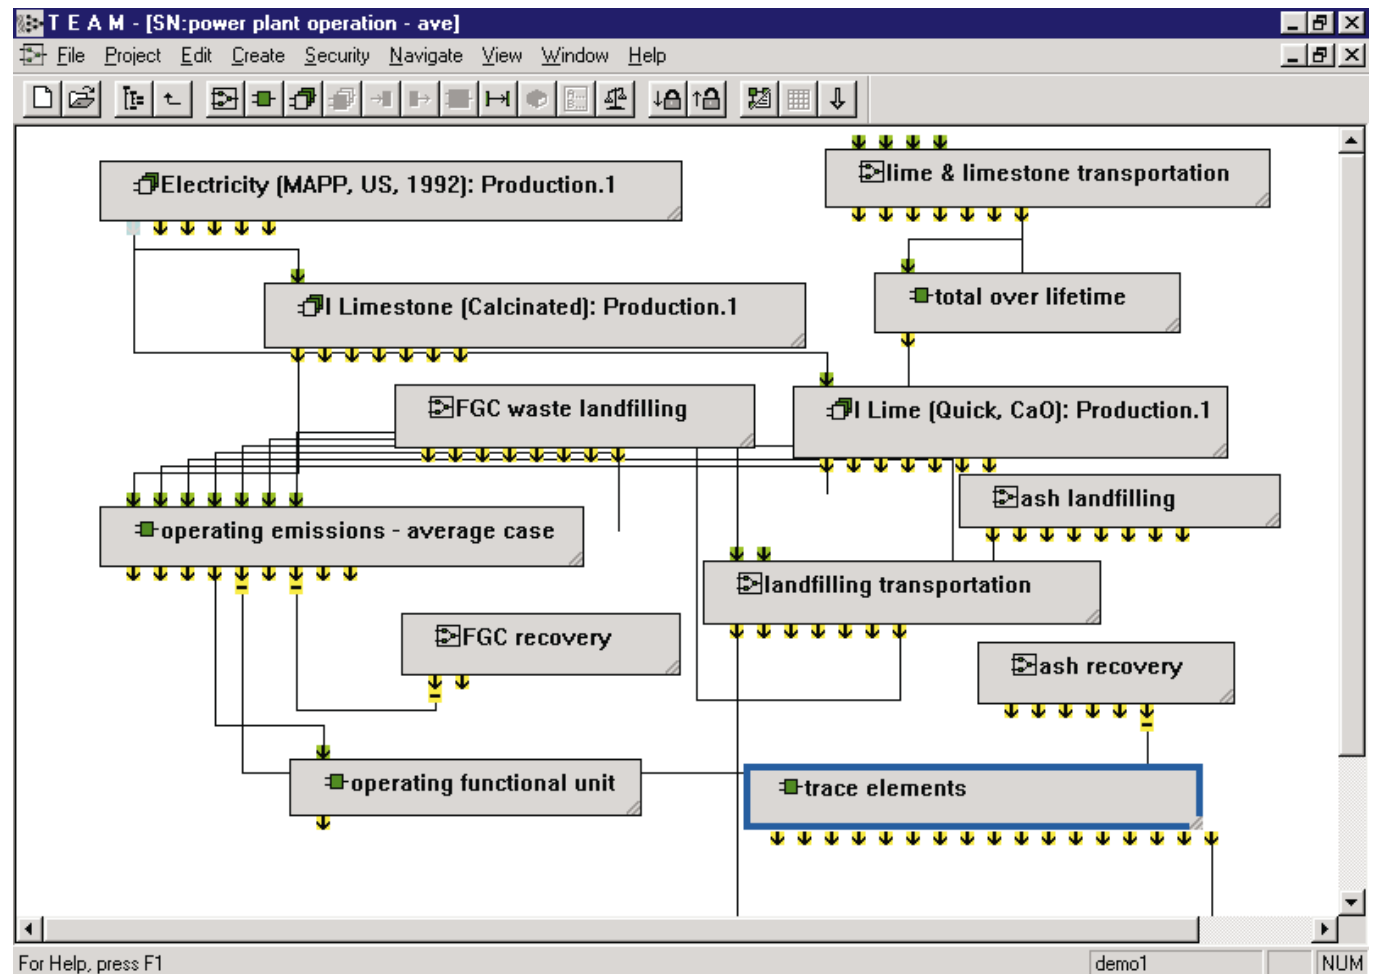 T E A M - [SN:power plant operation - ave]
File Project Edit Create Security Navigate View Window Help
Electricity (MAPP, US, 1992): Production.1
lime & limestone transportation
I Limestone (Calcinated): Production.1
total over lifetime
FGC waste landfilling
I Lime (Quick, CaO): Production.1
ash landfilling
operating emissions - average case
landfilling transportation
FGC recovery
ash recovery
operating functional unit
trace elements
For Help, press F1
demo1
NUM